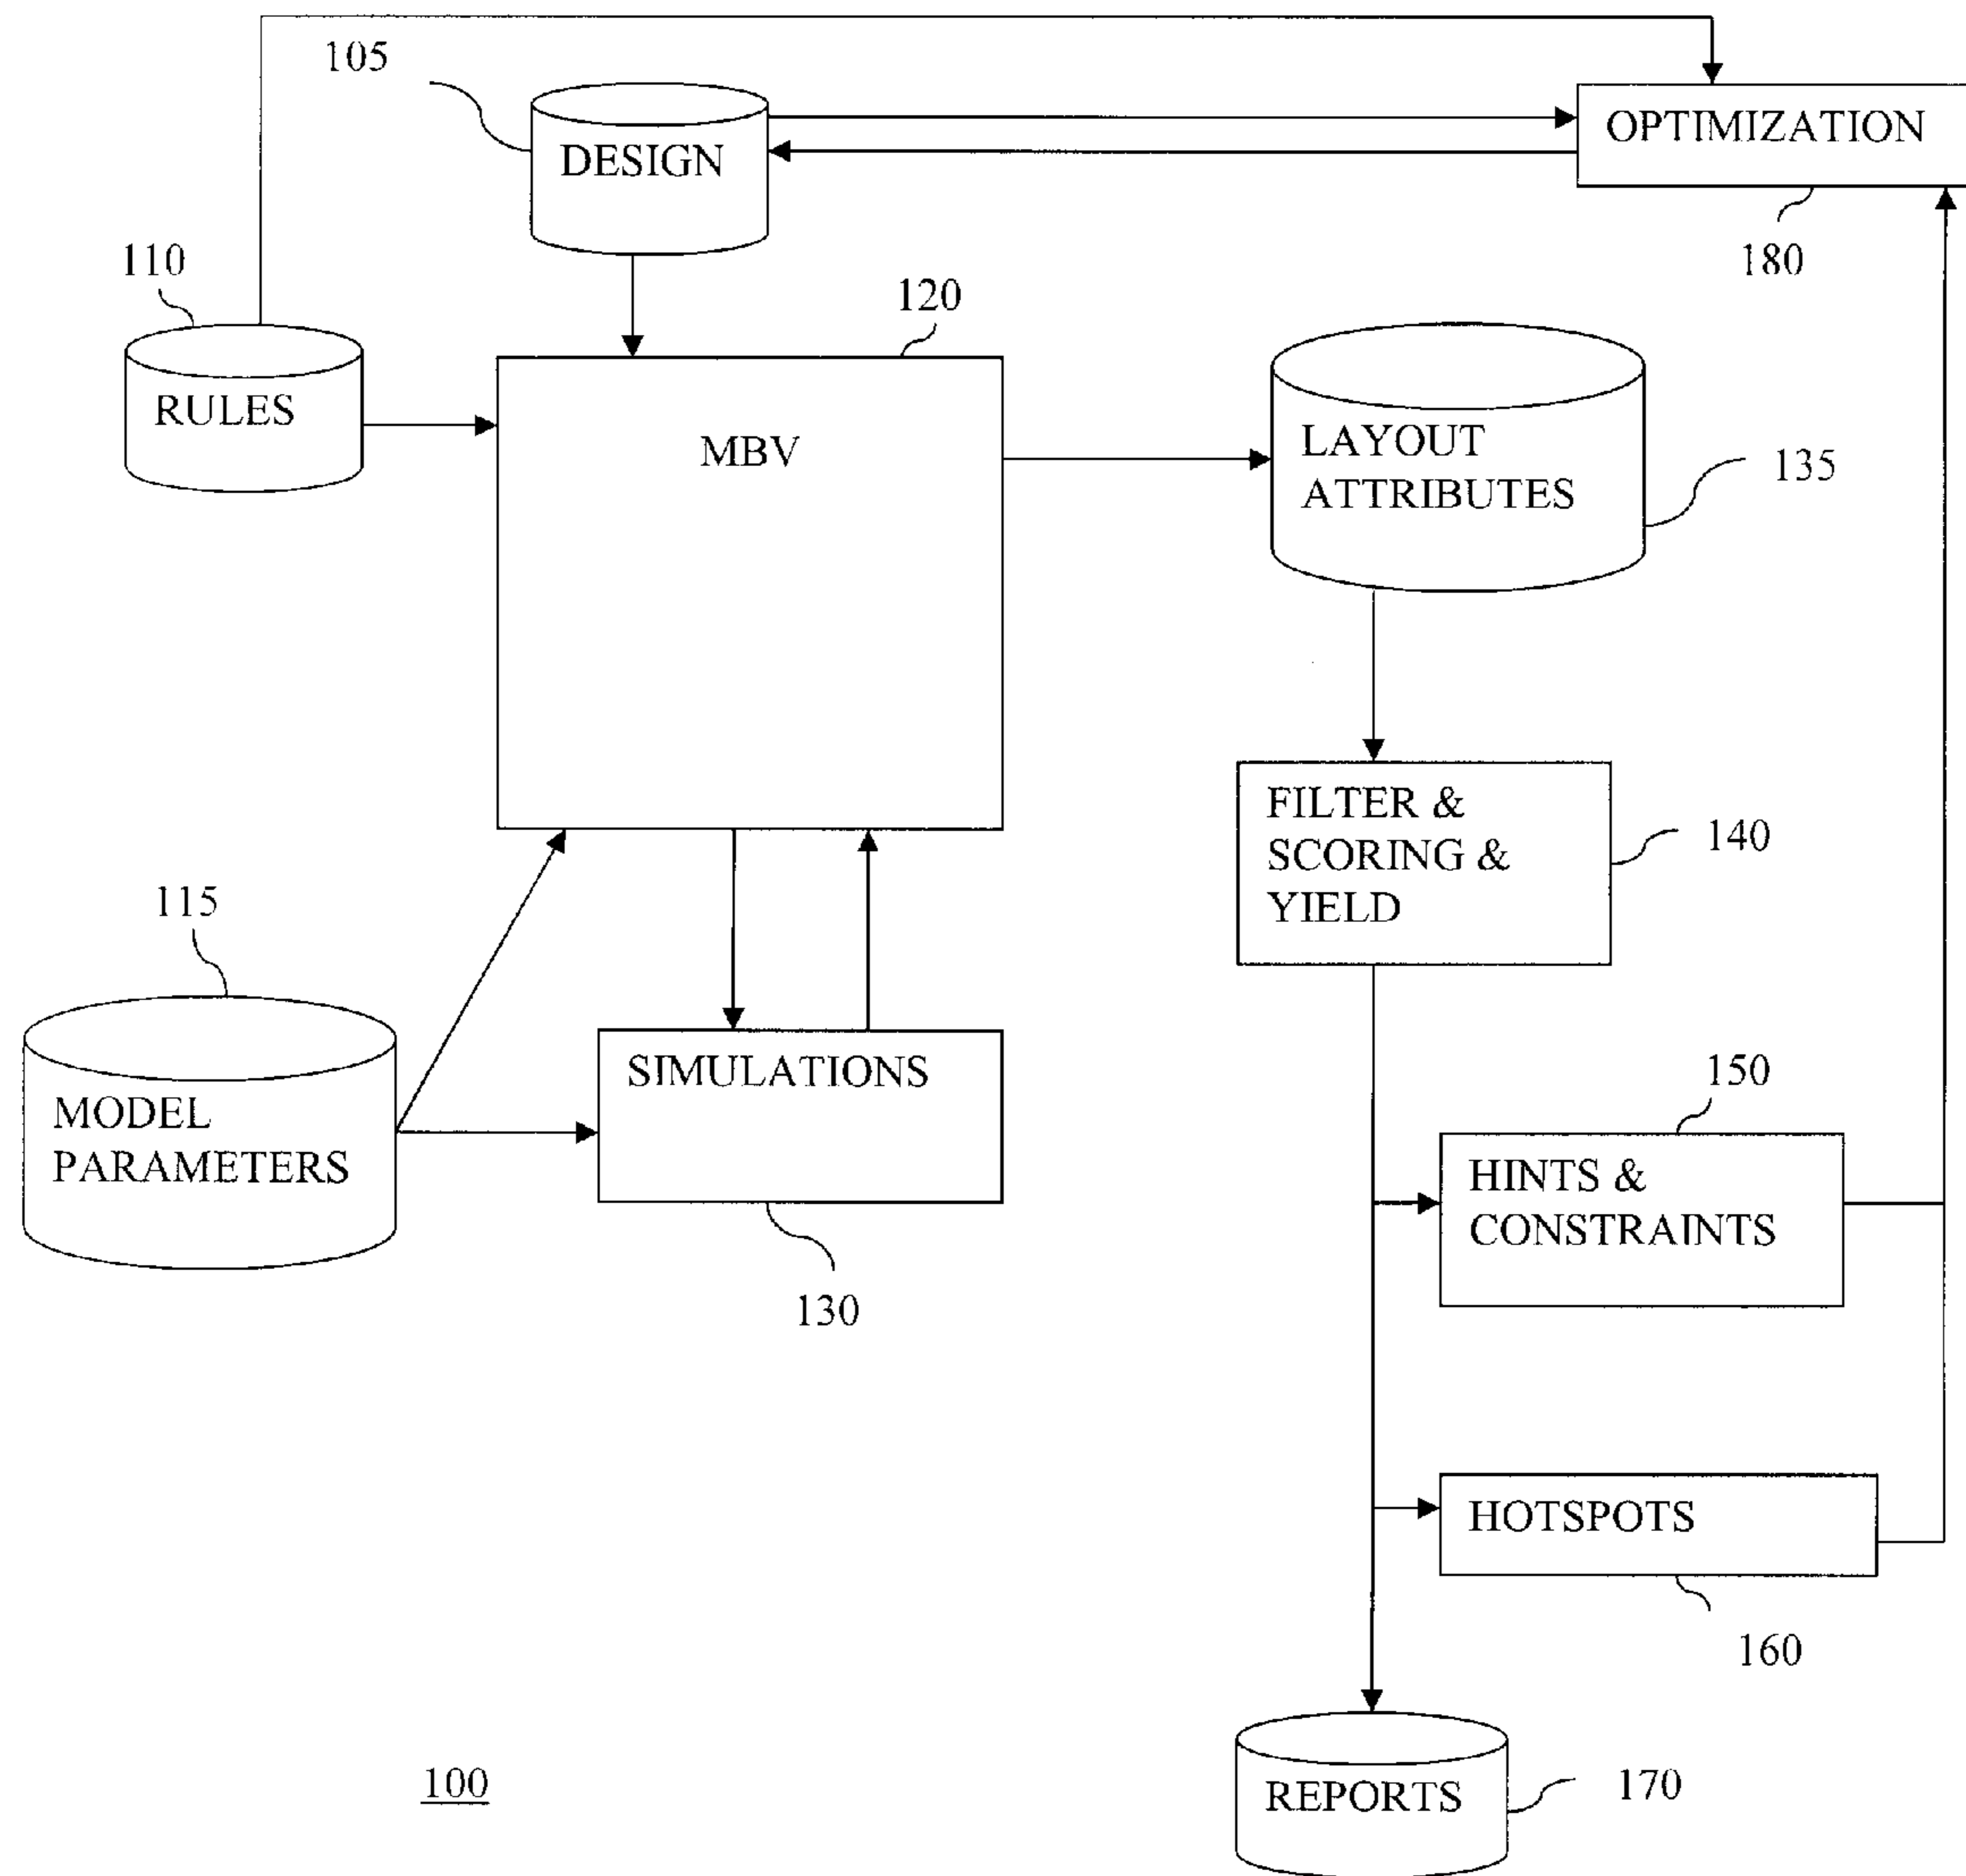 105
DESIGN
OPTIMIZATION
180
110
RULES
120
MBV
LAYOUT
ATTRIBUTES
135
FILTER &
SCORING &
YIELD
140
115
MODEL
PARAMETERS
SIMULATIONS
130
150
HINTS &
CONSTRAINTS
HOTSPOTS
160
REPORTS
170
100